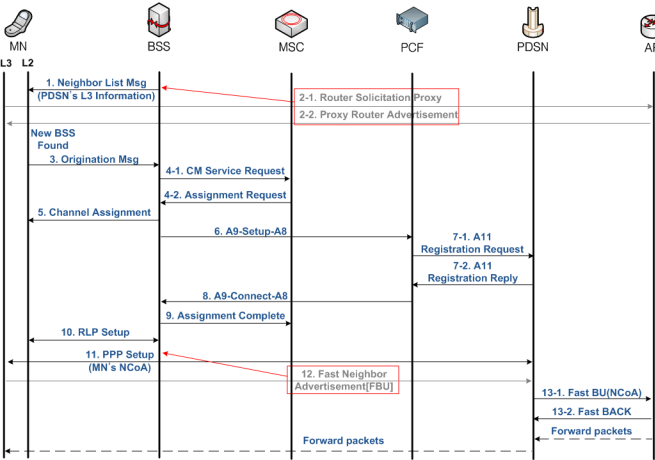 MN
BSS
MSC
PCF
PDSN
L3
L2
1. Neighbor List Msg
(PDSN's L3 Information)
2-1. Router Solicitation Proxy
2-2. Proxy Router Advertisement
New BSS
Found
3. Origination Msg
4-1. CM Service Request
4-2. Assignment Request
5. Channel Assignment
6. A9-Setup-A8
7-1. A11
Registration Request
7-2. A11
Registration Reply
8. A9-Connect-A8
9. Assignment Complete
10. RLP Setup
11. PPP Setup
(MN's NCoA)
12. Fast Neighbor
Advertisement[FBU]
13-1. Fast BU(NCoA)
13-2. Fast BACK
Forward packets
Forward packets